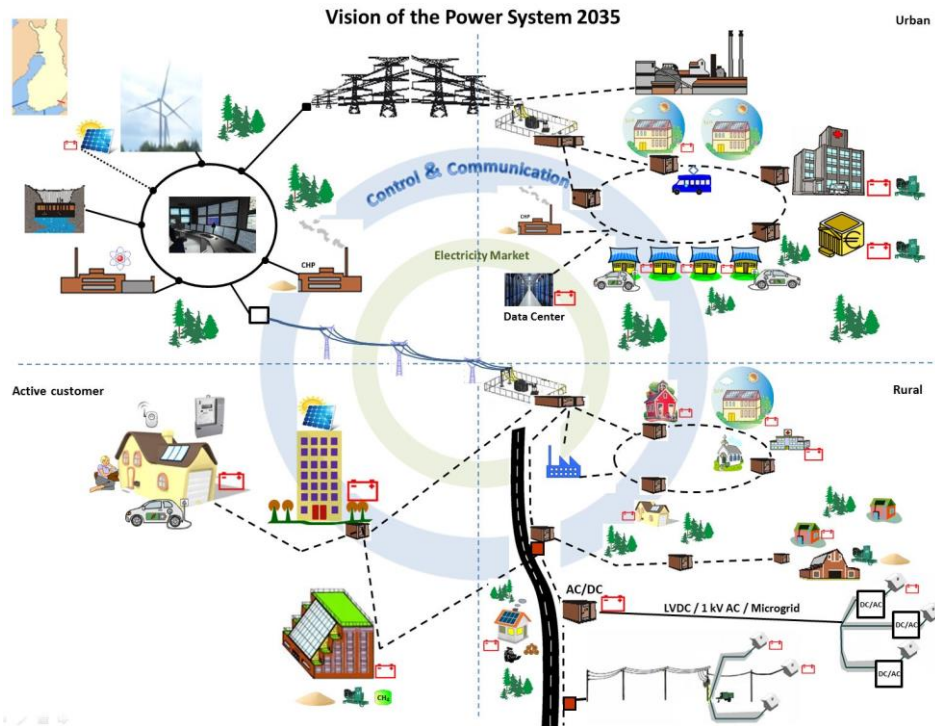 Vision of the Power System 2035
Urban
Control & Communication
CHP
Electricity Market
CHP
Data Center
€
Active customer
Rural
AC/DC
LVDC / 1 kV AC / Microgrid
DC/AC
DC/AC
DC/AC
CH₄